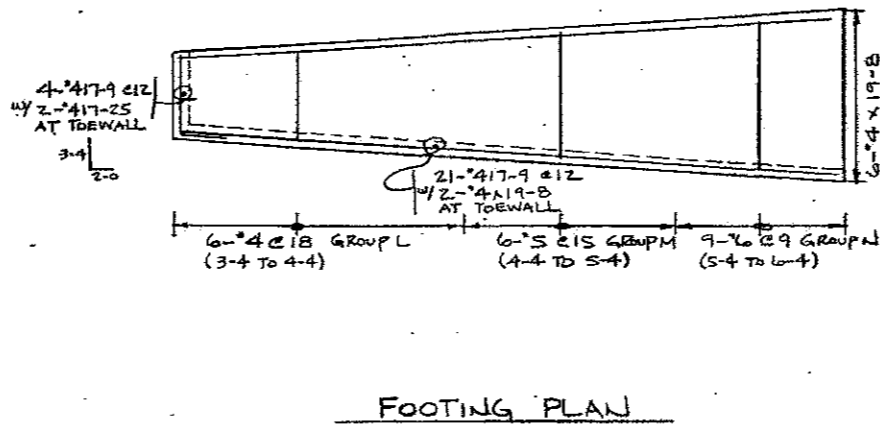 4-#417-9 @12
W/ 2-#417-25
AT TOEWALL
3-4
2-0
21-#417-9 @12
W/ 2-#4x19-8
AT TOEWALL
6-#4 x 19-8
6-#4 @ 18 GROUP L
(3-4 TO 4-4)
6-#5 @ 15 GROUP M
(4-4 TO 5-4)
9-#6 @ 9 GROUP N
(5-4 TO 6-4)
FOOTING PLAN